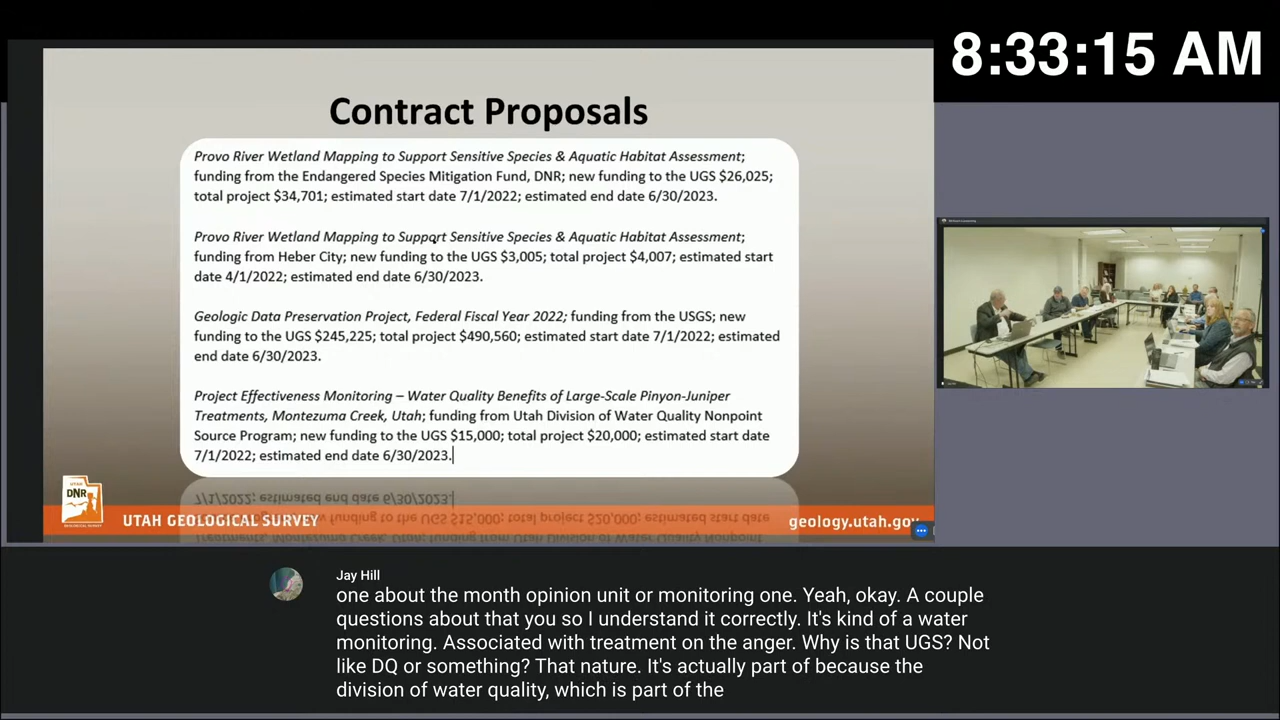 8:33:15 AM
Contract Proposals
Provo River Wetland Mapping to Support Sensitive Species & Aquatic Habitat Assessment;
funding from the Endangered Species Mitigation Fund, DNR; new funding to the UGS $26,025;
total project $34,701; estimated start date 7/1/2022; estimated end date 6/30/2023.
Provo River Wetland Mapping to Support Sensitive Species & Aquatic Habitat Assessment;
funding from Heber City; new funding to the UGS $3,005; total project $4,007; estimated start
date 4/1/2022; estimated end date 6/30/2023.
Geologic Data Preservation Project, Federal Fiscal Year 2022; funding from the USGS; new
funding to the UGS $245,225; total project $490,560; estimated start date 7/1/2022; estimated
end date 6/30/2023.
Project Effectiveness Monitoring – Water Quality Benefits of Large-Scale Pinyon-Juniper
Treatments, Montezuma Creek, Utah; funding from Utah Division of Water Quality Nonpoint
Source Program; new funding to the UGS $15,000; total project $20,000; estimated start date
7/1/2022; estimated end date 6/30/2023.
DNR
UTAH GEOLOGICAL SURVEY
geology.utah.gov
Jay Hill
one about the month opinion unit or monitoring one. Yeah, okay. A couple
questions about that you so I understand it correctly. It's kind of a water
monitoring. Associated with treatment on the anger. Why is that UGS? Not
like DQ or something? That nature. It's actually part of because the
division of water quality, which is part of the